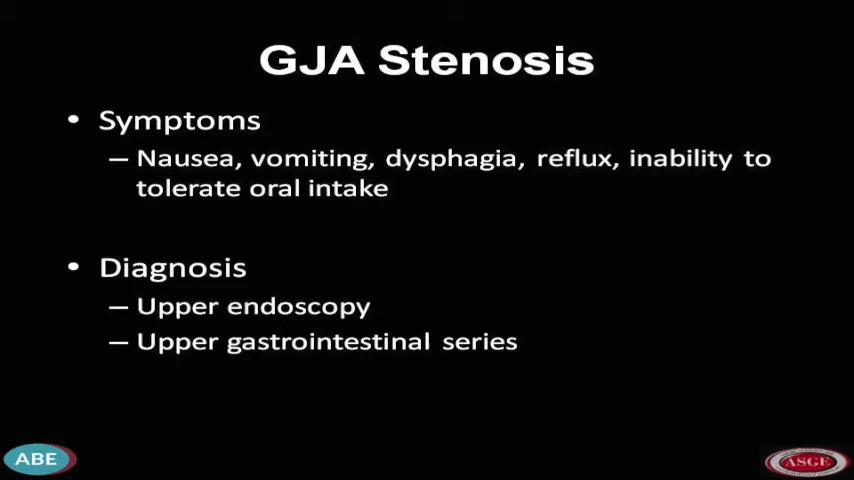 GJA Stenosis
• Symptoms
– Nausea, vomiting, dysphagia, reflux, inability to
tolerate oral intake
• Diagnosis
– Upper endoscopy
– Upper gastrointestinal series
ABE
ASGE